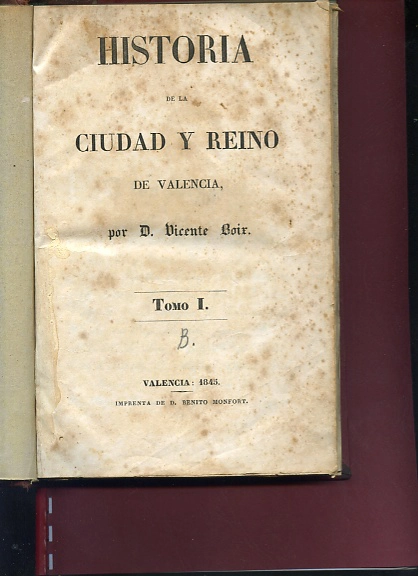 HISTORIA
DE LA
CIUDAD Y REINO
DE VALENCIA,
por D. Vicente Boix.
Tomo I.
B.
VALENCIA: 1845.
IMPRENTA DE D. BENITO MONFORT.